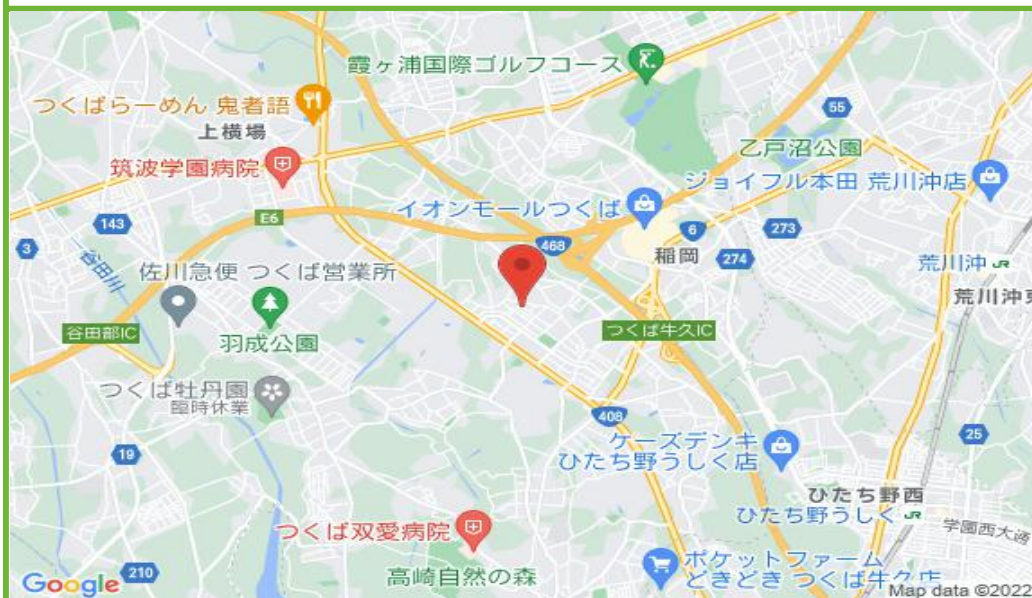 霞ヶ浦国際ゴルフコース
つくばらーめん 鬼者語
上横場
55
乙戸沼公園
筑波学園病院
ジョイフル本田 荒川沖店
イオンモールつくば
143
E6
6
273
3
谷田川
468
稲岡
274
荒川沖 JR
佐川急便 つくば営業所
荒川沖東
谷田部IC
羽成公園
つくば牛久IC
つくば牡丹園
臨時休業
408
ケーズデンキ
ひたち野うしく店
25
19
ひたち野西
ひたち野うしく JR
つくば双愛病院
学園西大通
高崎自然の森
ポケットファーム
どきどき つくば牛久店
Google
210
Map data ©2022